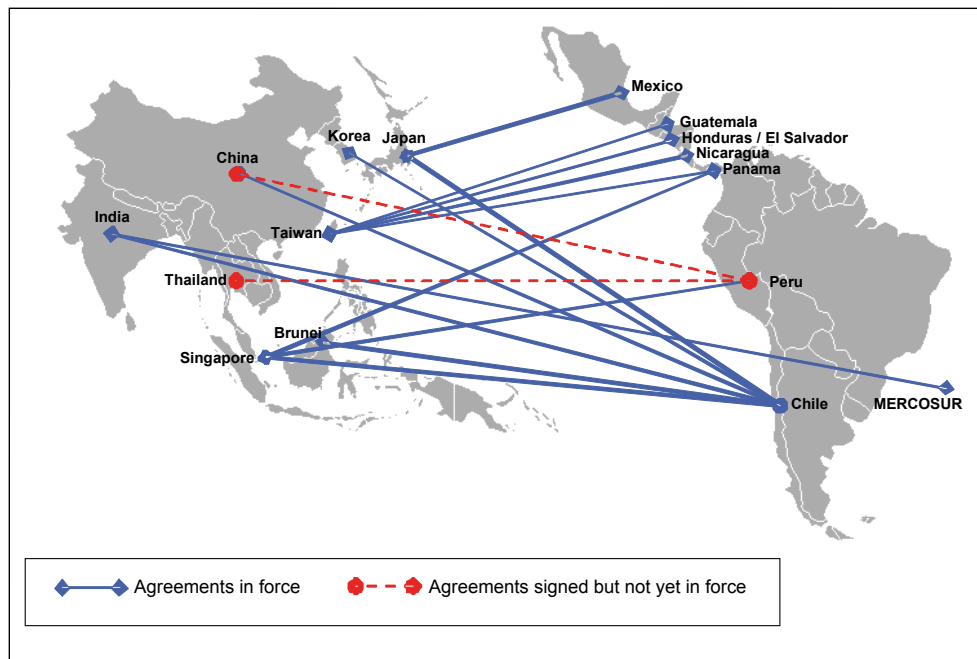 Mexico
Guatemala
Korea
Japan
Honduras / El Salvador
Nicaragua
China
Panama
India
Taiwan
Thailand
Peru
Brunei
Singapore
Chile
MERCOSUR
Agreements in force
Agreements signed but not yet in force